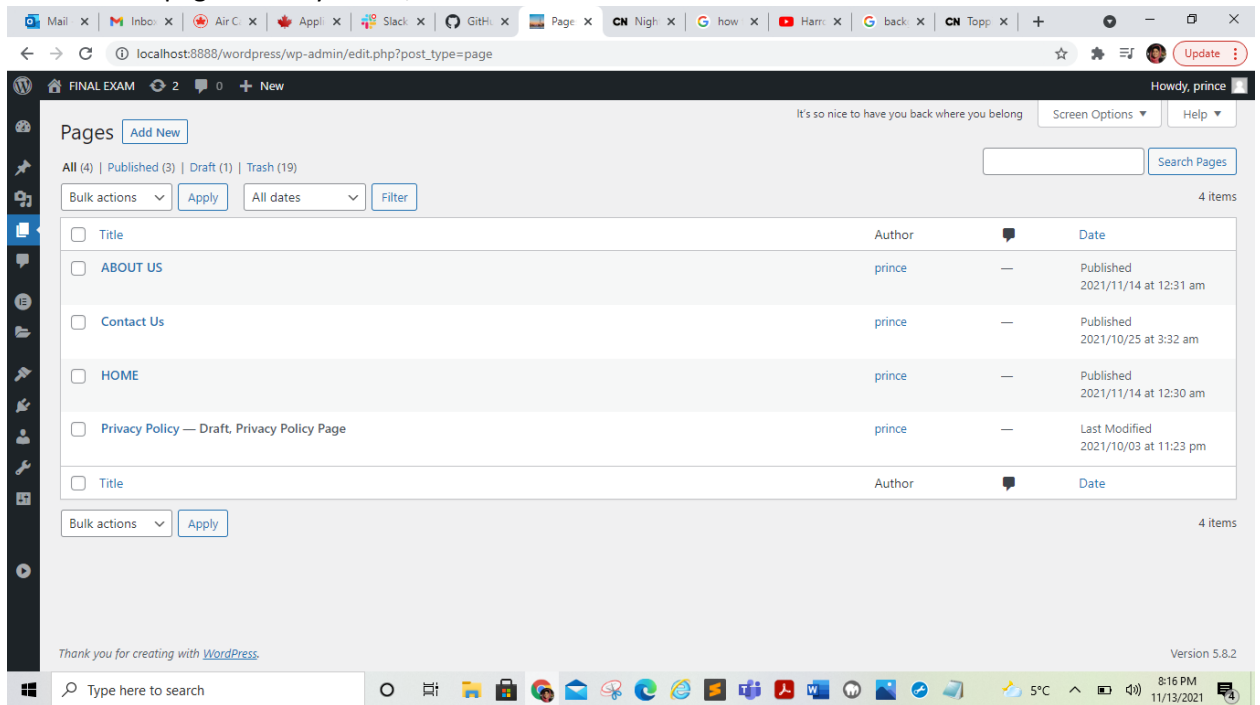 Mail
Inbo
Air C
Appli
Slack
GitHu
Page
CN Nigh
G how
Harro
G back
CN Topp
localhost:8888/wordpress/wp-admin/edit.php?post_type=page
Update
FINAL EXAM 2 0 + New
Howdy, prince
It's so nice to have you back where you belong
Screen Options Help
Pages Add New
All (4) | Published (3) | Draft (1) | Trash (19)
Search Pages
Bulk actions Apply All dates Filter
4 items
Title Author Date
ABOUT US prince — Published
2021/11/14 at 12:31 am
Contact Us prince — Published
2021/10/25 at 3:32 am
HOME prince — Published
2021/11/14 at 12:30 am
Privacy Policy — Draft, Privacy Policy Page prince — Last Modified
2021/10/03 at 11:23 pm
Title Author Date
Bulk actions Apply
4 items
Thank you for creating with WordPress.
Version 5.8.2
Type here to search
5°C
8:16 PM
11/13/2021
4